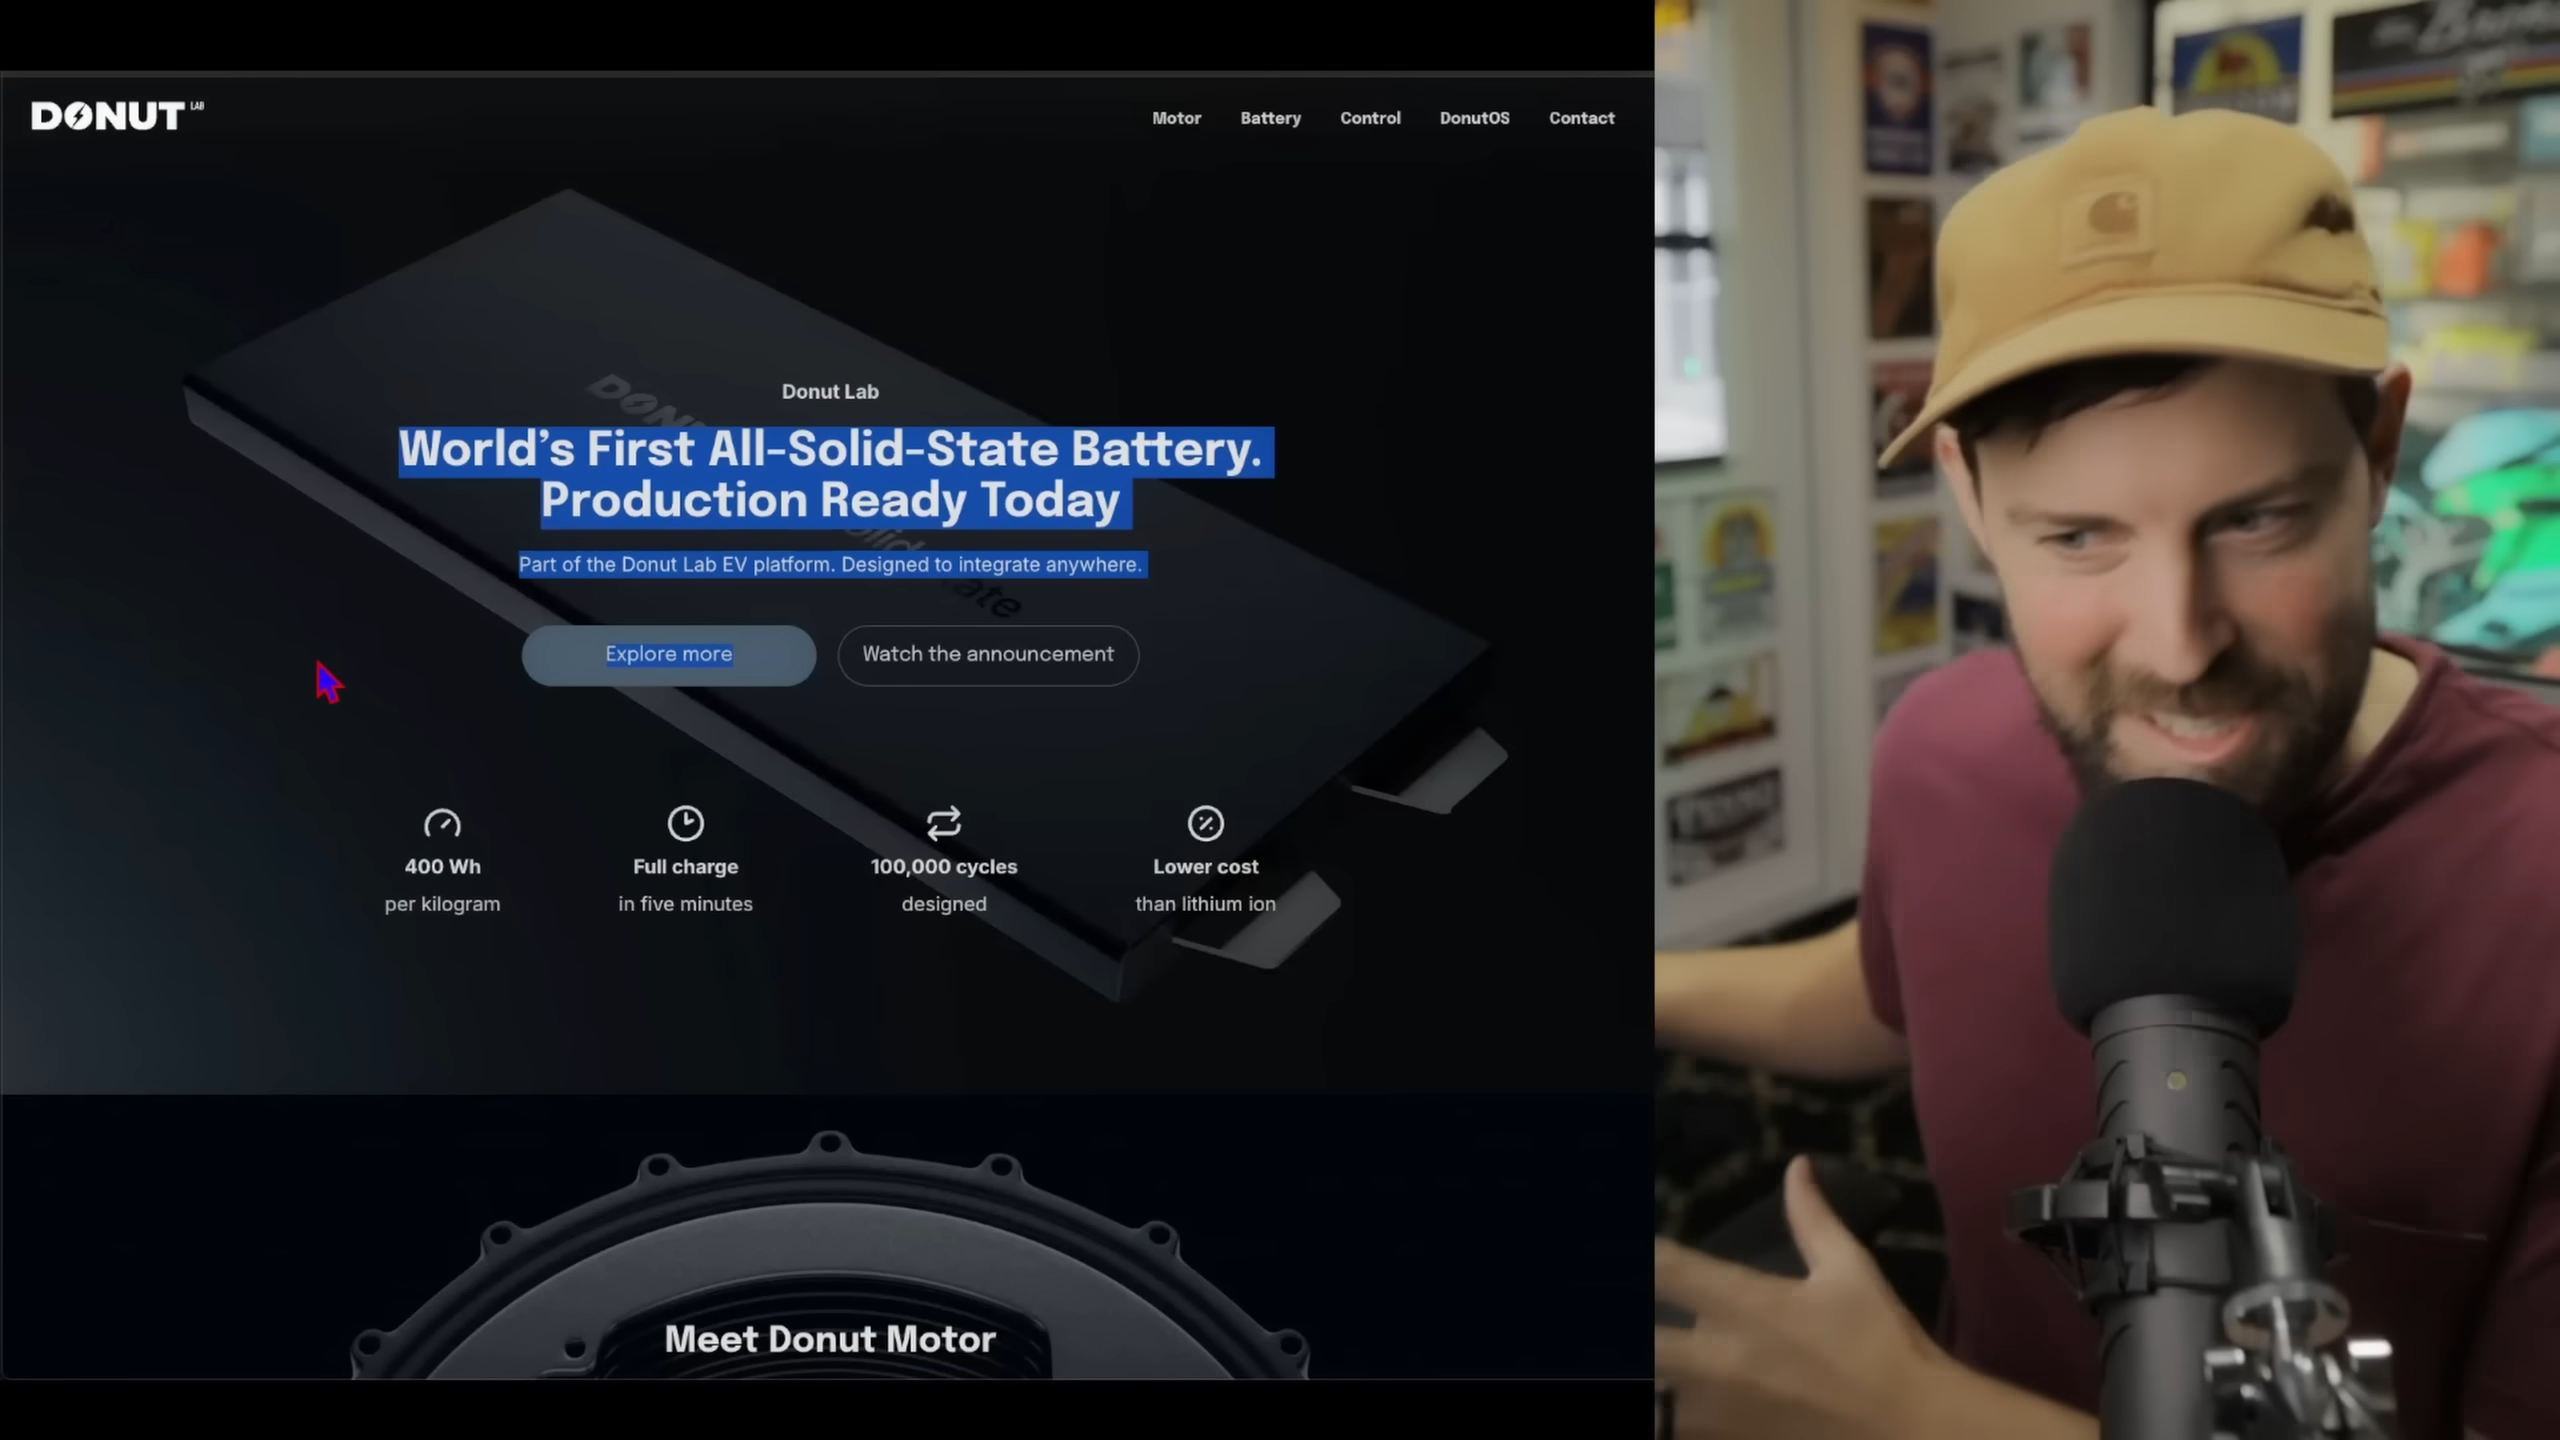 DONUT LAB
Motor Battery Control DonutOS Contact
Donut Lab
World’s First All-Solid-State Battery.
Production Ready Today
Part of the Donut Lab EV platform. Designed to integrate anywhere.
Explore more
Watch the announcement
400 Wh
per kilogram
Full charge
in five minutes
100,000 cycles
designed
Lower cost
than lithium ion
Meet Donut Motor